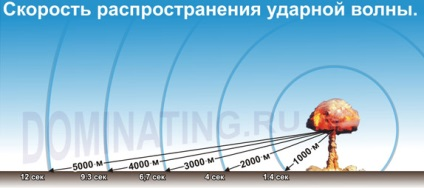 Скорость распространения ударной волны.
DOMINATING.RU
5000 м
4000 м
3000 м
2000 м
1000 м
12 сек
9.3 сек
6,7 сек
4 сек
1.4 сек